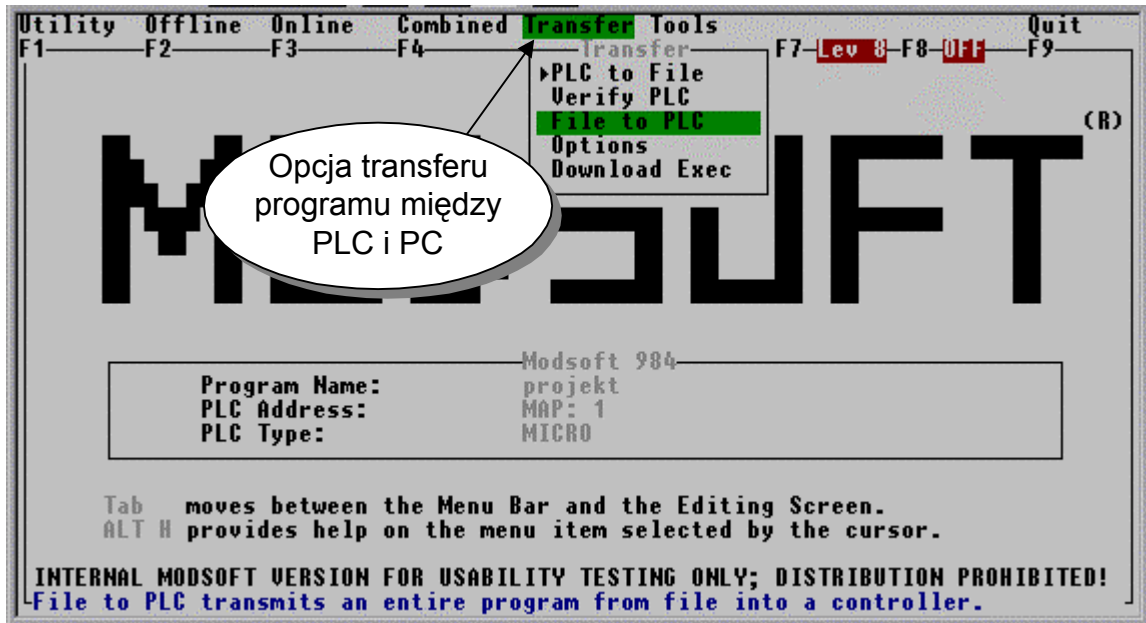 Utility Offline Online Combined Transfer Tools Quit
F1 F2 F3 F4 Transfer F7-Lev 8-F8-OFF F9
PLC to File
Verify PLC
File to PLC
(R)
Options
Download Exec
Opcja transferu
programu między
PLC i PC
Modsoft 984
Program Name: projekt
PLC Address: MAP: 1
PLC Type: MICRO
Tab moves between the Menu Bar and the Editing Screen.
ALT H provides help on the menu item selected by the cursor.
INTERNAL MODSOFT VERSION FOR USABILITY TESTING ONLY; DISTRIBUTION PROHIBITED!
File to PLC transmits an entire program from file into a controller.